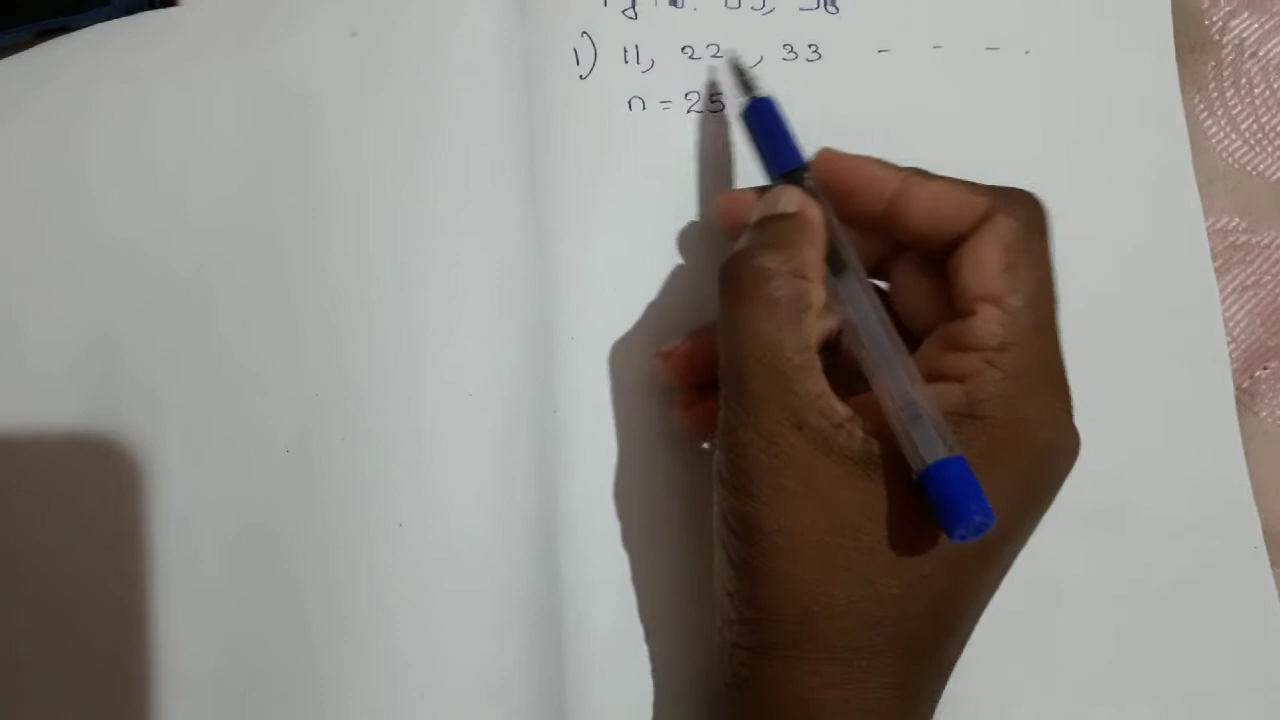 1) 11, 22, 33 - - - .
n = 25